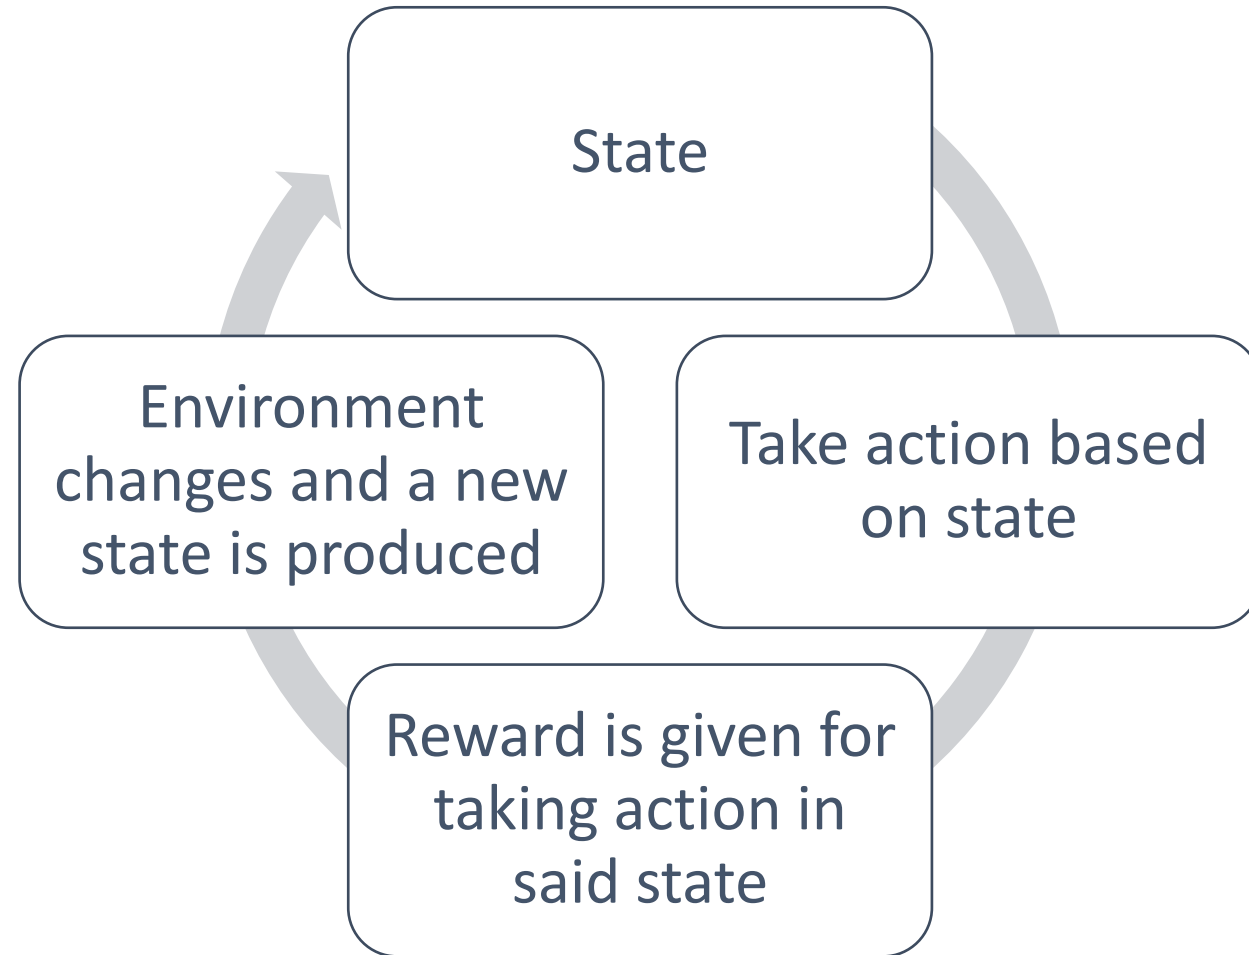 State
Take action based
on state
Reward is given for
taking action in
said state
Environment
changes and a new
state is produced